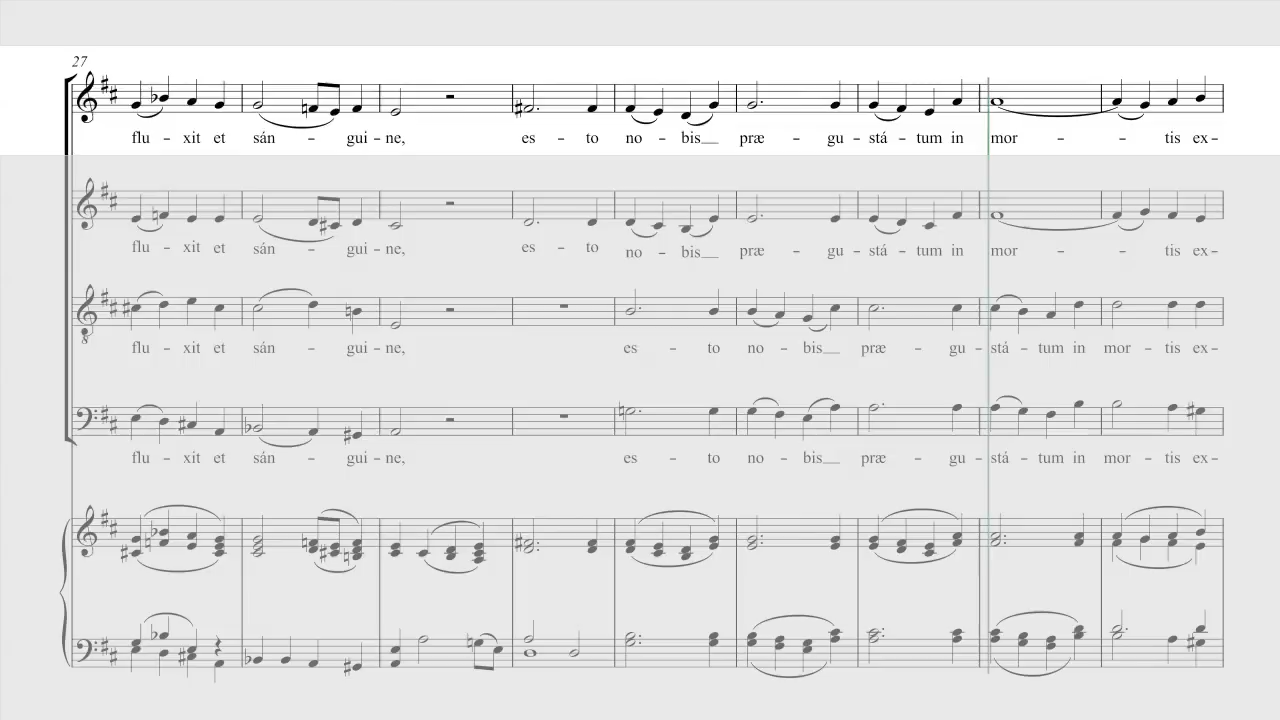 27
flu - xit et sán - gui - ne, es - to no - bis præ - gu - stá - tum in mor - - tis ex -
flu - xit et sán - gui - ne, es - to no - bis præ - gu - stá - tum in mor - - tis ex -
flu - xit et sán - gui - ne, es - to no - bis præ - gu - stá - tum in mor - tis ex -
flu - xit et sán - gui - ne, es - to no - bis præ - gu - stá - tum in mor - tis ex -